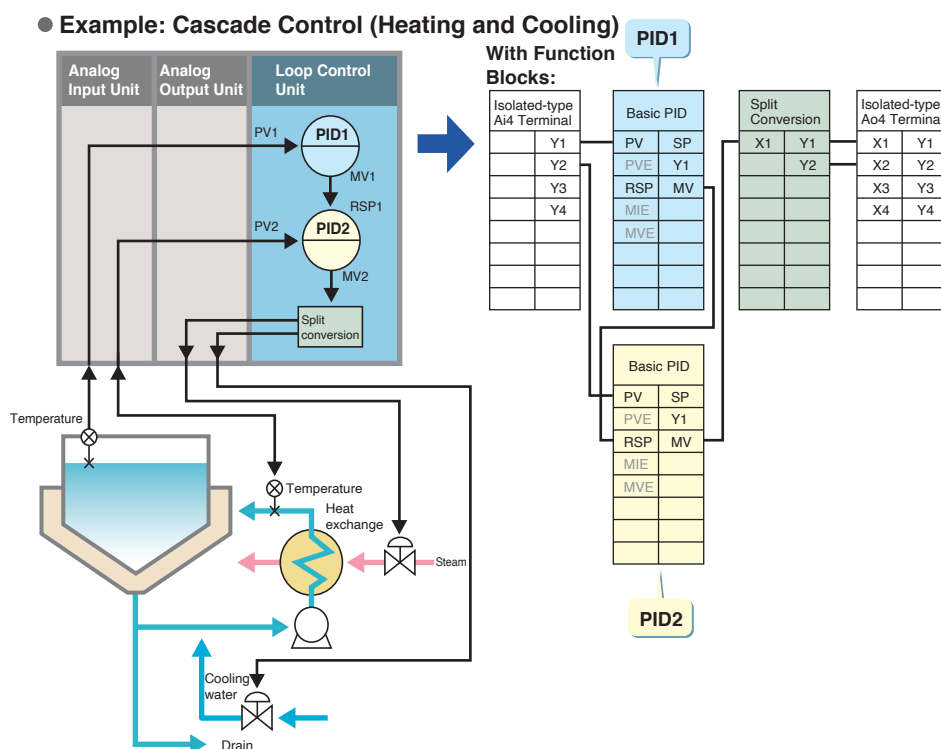 ● Example: Cascade Control (Heating and Cooling)
PID1
With Function
Blocks:
Analog
Input Unit
Analog
Output Unit
Loop Control
Unit
PV1
PID1
MV1
RSP1
PV2
PID2
MV2
Split
conversion
Isolated-type
Ai4 Terminal
Y1
Y2
Y3
Y4
Basic PID
PV SP
PVE Y1
RSP MV
MIE
MVE
Split
Conversion
X1 Y1
Y2
Isolated-type
Ao4 Terminal
X1 Y1
X2 Y2
X3 Y3
X4 Y4
Basic PID
PV SP
PVE Y1
RSP MV
MIE
MVE
PID2
Temperature
Temperature
Heat
exchange
Steam
Cooling
water
Drain